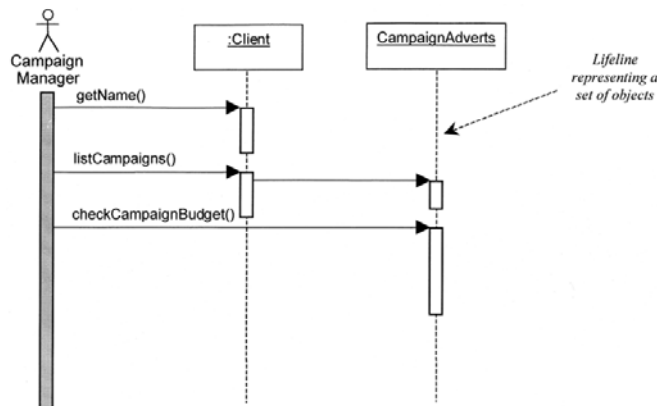 :Client
CampaignAdverts
Campaign
Manager
Lifeline
representing a
set of objects
getName()
listCampaigns()
checkCampaignBudget()